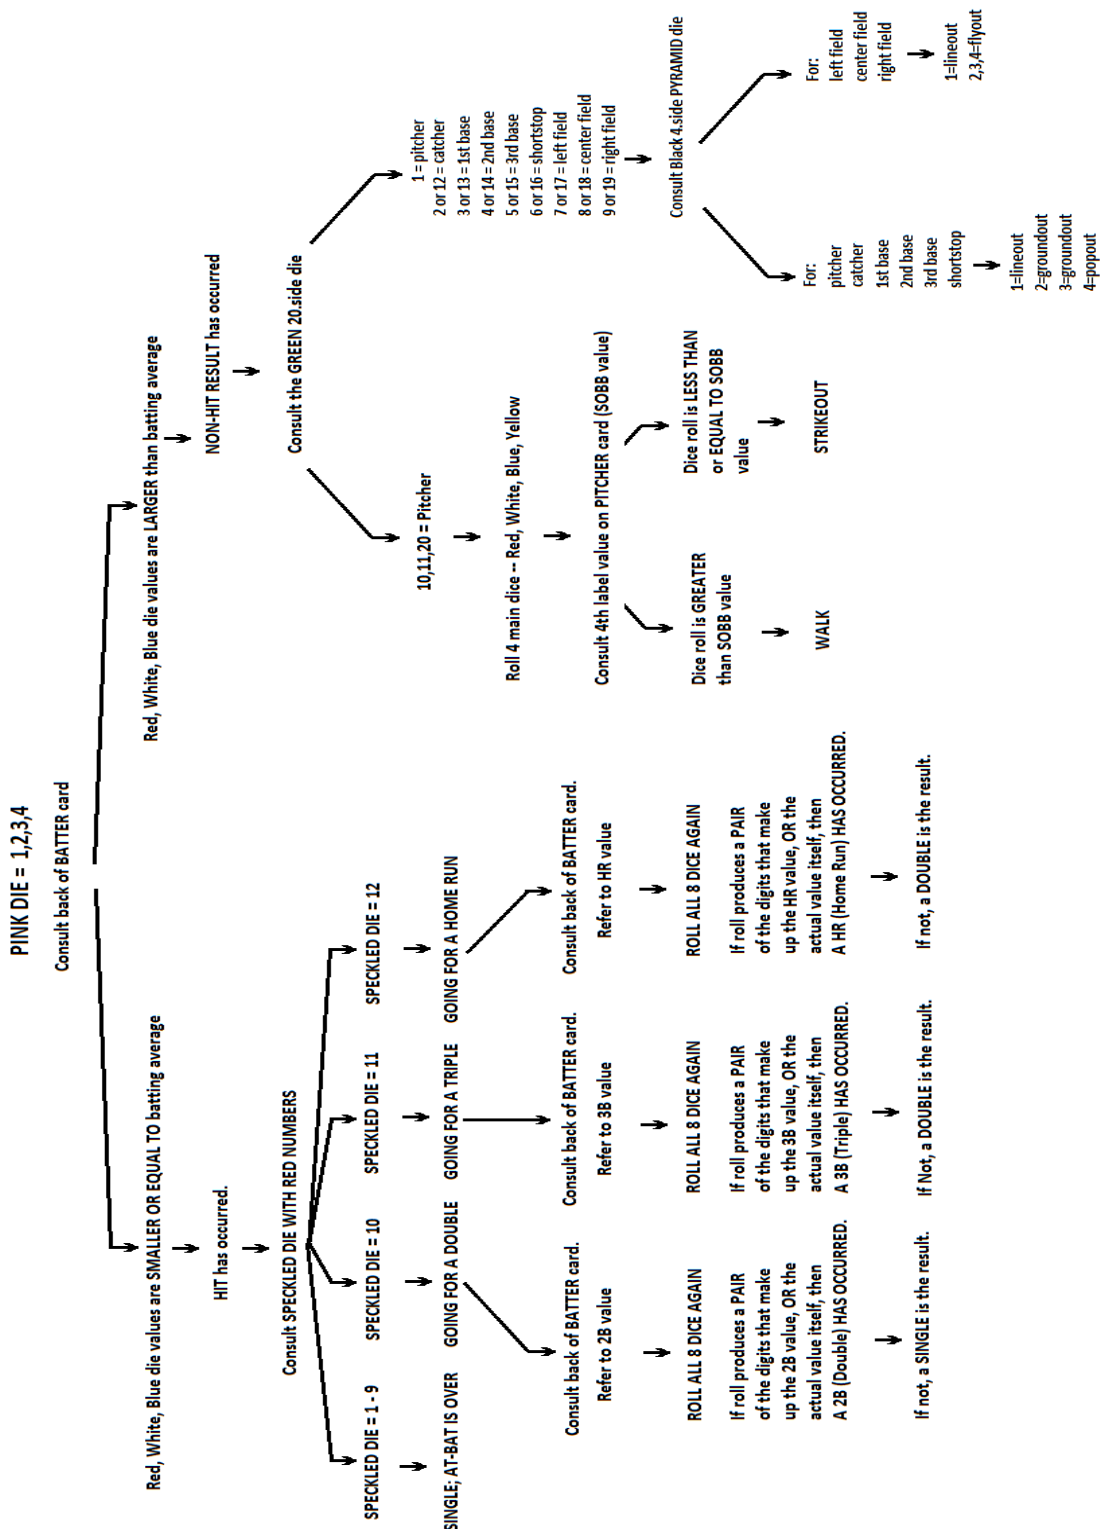 PINK DIE = 1,2,3,4
Consult back of BATTER card
Red, White, Blue die values are SMALLER OR EQUAL TO batting average
HIT has occurred.
Consult SPECKLED DIE WITH RED NUMBERS
SPECKLED DIE = 1 - 9
SINGLE; AT-BAT IS OVER
SPECKLED DIE = 10
GOING FOR A DOUBLE
Consult back of BATTER card.
Refer to 2B value
ROLL ALL 8 DICE AGAIN
If roll produces a PAIR
of the digits that make
up the 2B value, OR the
actual value itself, then
A 2B (Double) HAS OCCURRED.
If not, a SINGLE is the result.
SPECKLED DIE = 11
GOING FOR A TRIPLE
Consult back of BATTER card.
Refer to 3B value
ROLL ALL 8 DICE AGAIN
If roll produces a PAIR
of the digits that make
up the 3B value, OR the
actual value itself, then
A 3B (Triple) HAS OCCURRED.
If Not, a DOUBLE is the result.
SPECKLED DIE = 12
GOING FOR A HOME RUN
Consult back of BATTER card.
Refer to HR value
ROLL ALL 8 DICE AGAIN
If roll produces a PAIR
of the digits that make
up the HR value, OR the
actual value itself, then
A HR (Home Run) HAS OCCURRED.
If not, a DOUBLE is the result.
Red, White, Blue die values are LARGER than batting average
NON-HIT RESULT has occurred
Consult the GREEN 20.side die
10,11,20 = Pitcher
Roll 4 main dice -- Red, White, Blue, Yellow
Consult 4th label value on PITCHER card (SOBB value)
Dice roll is GREATER
than SOBB value
WALK
Dice roll is LESS THAN
or EQUAL TO SOBB
value
STRIKEOUT
1 = pitcher
2 or 12 = catcher
3 or 13 = 1st base
4 or 14 = 2nd base
5 or 15 = 3rd base
6 or 16 = shortstop
7 or 17 = left field
8 or 18 = center field
9 or 19 = right field
Consult Black 4.side PYRAMID die
For:
pitcher
catcher
1st base
2nd base
3rd base
shortstop
1=lineout
2=groundout
3=groundout
4=popout
For:
left field
center field
right field
1=lineout
2,3,4=flyout